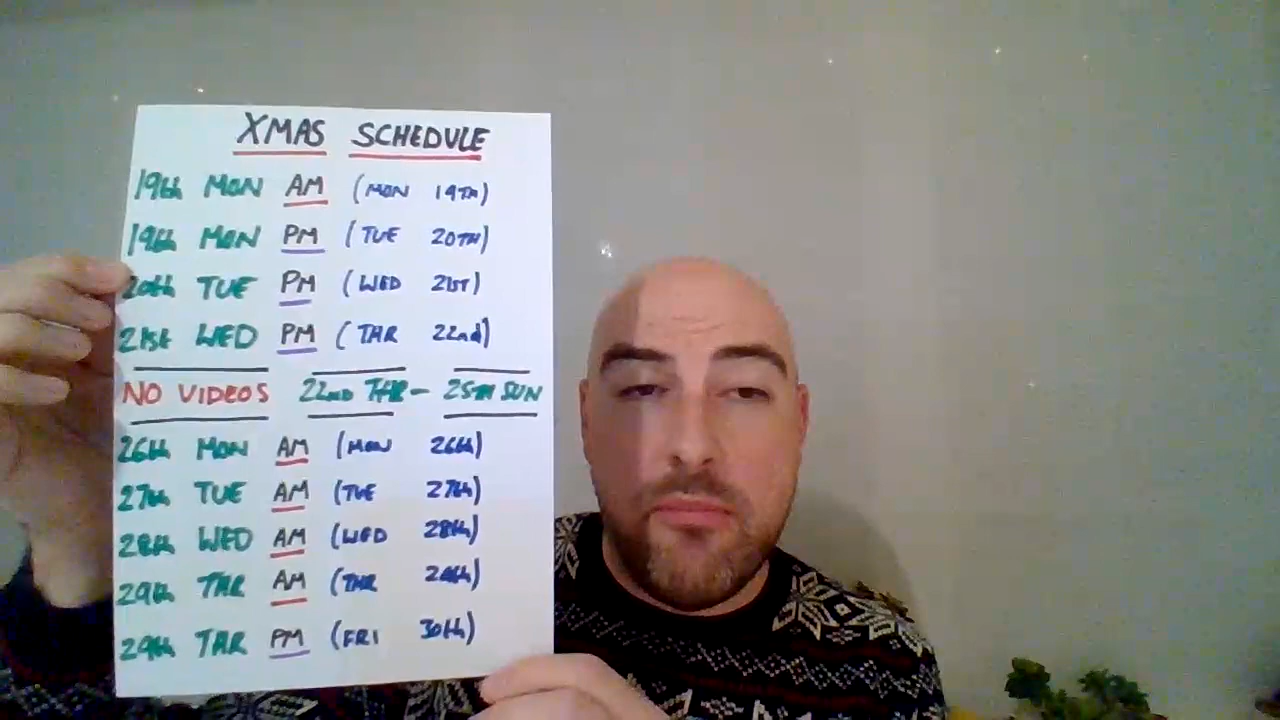 XMAS SCHEDULE
19th MON AM (MON 19TH)
19th MON PM (TUE 20TH)
20th TUE PM (WED 21ST)
21st WED PM (THR 22nd)
NO VIDEOS 22ND THR - 25TH SUN
26th MON AM (MON 26th)
27th TUE AM (TUE 27th)
28th WED AM (WED 28th)
29th THR AM (THR 29th)
29th THR PM (FRI 30th)